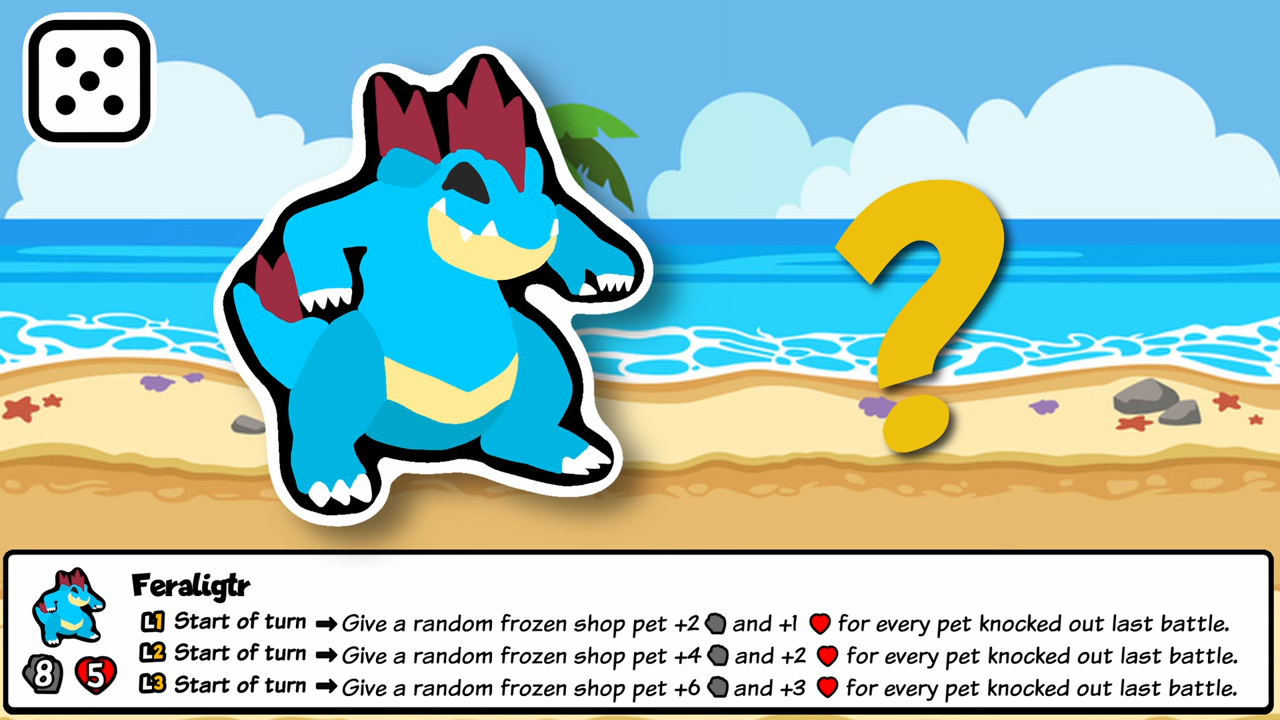 ?
Feraligtr
L1 Start of turn ➡ Give a random frozen shop pet +2 and +1 for every pet knocked out last battle.
L2 Start of turn ➡ Give a random frozen shop pet +4 and +2 for every pet knocked out last battle.
8 5 L3 Start of turn ➡ Give a random frozen shop pet +6 and +3 for every pet knocked out last battle.